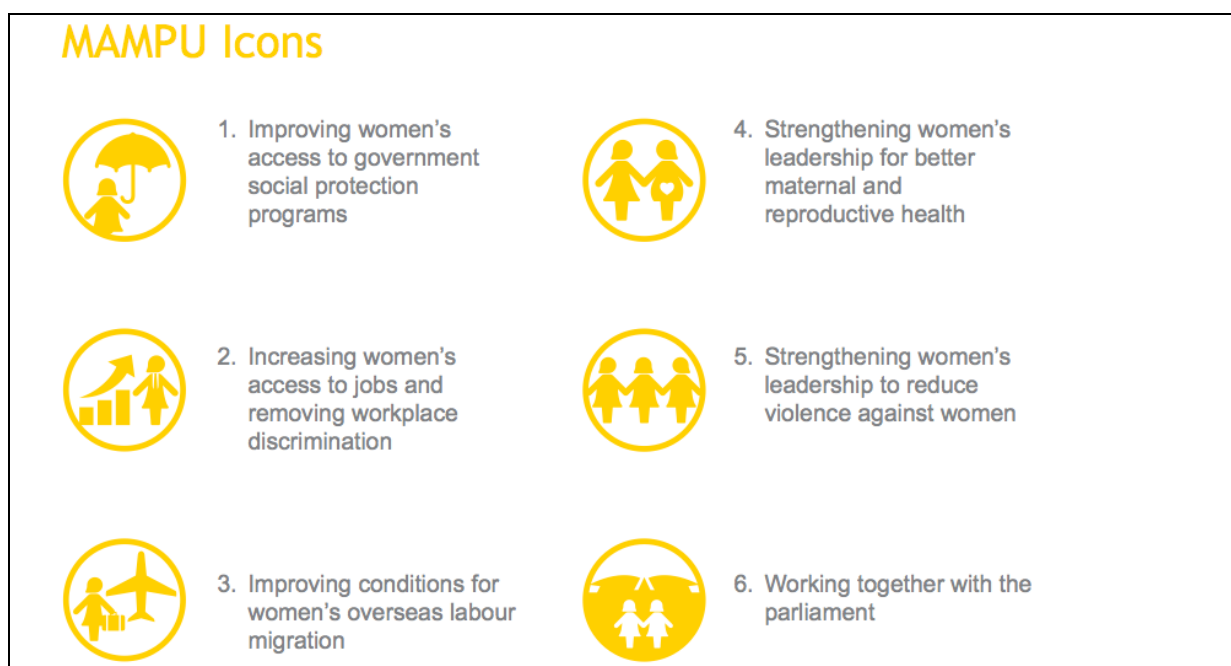 MAMPU Icons
1. Improving women's
access to government
social protection
programs
2. Increasing women's
access to jobs and
removing workplace
discrimination
3. Improving conditions for
women's overseas labour
migration
4. Strengthening women's
leadership for better
maternal and
reproductive health
5. Strengthening women's
leadership to reduce
violence against women
6. Working together with the
parliament